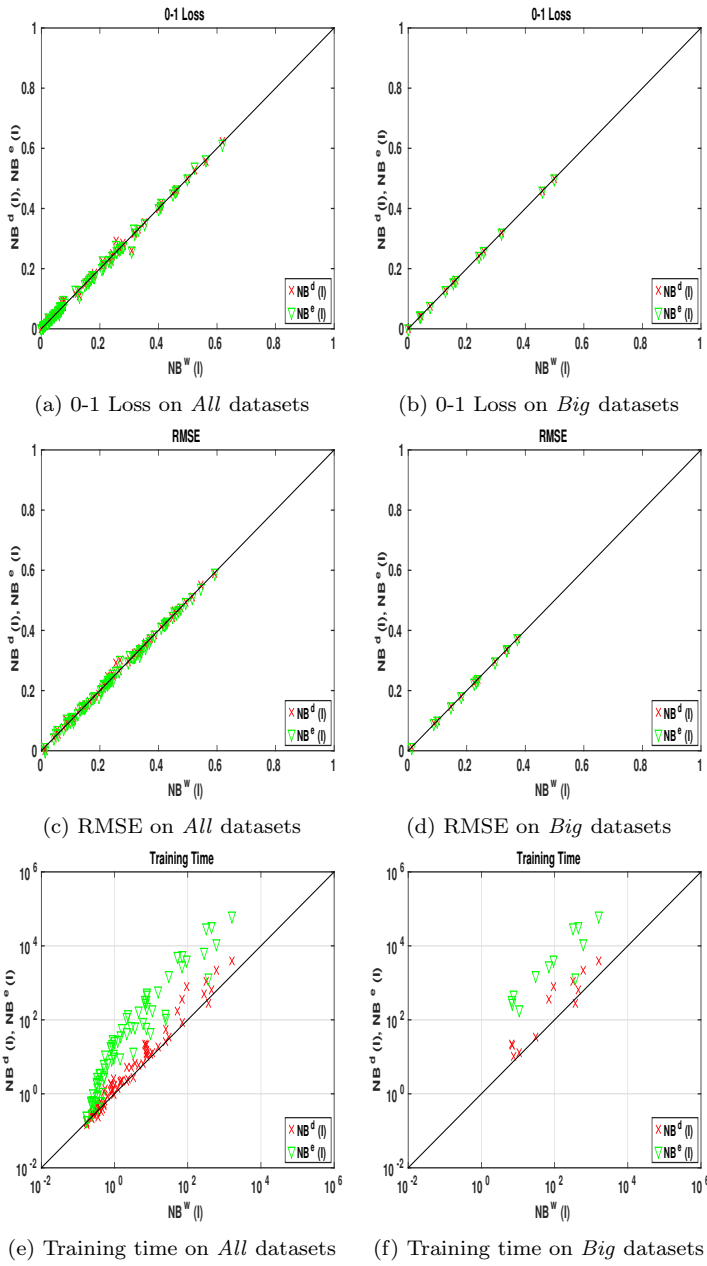 0-1 Loss
NB^d (I), NB^e (I)
1
0.8
0.6
0.4
0.2
0
0 0.2 0.4 0.6 0.8 1
NB^w (I)
NB^d (I)
NB^e (I)
(a) 0-1 Loss on All datasets
0-1 Loss
NB^d (I), NB^e (I)
1
0.8
0.6
0.4
0.2
0
0 0.2 0.4 0.6 0.8 1
NB^w (I)
NB^d (I)
NB^e (I)
(b) 0-1 Loss on Big datasets
RMSE
NB^d (I), NB^e (I)
1
0.8
0.6
0.4
0.2
0
0 0.2 0.4 0.6 0.8 1
NB^w (I)
NB^d (I)
NB^e (I)
(c) RMSE on All datasets
RMSE
NB^d (I), NB^e (I)
1
0.8
0.6
0.4
0.2
0
0 0.2 0.4 0.6 0.8 1
NB^w (I)
NB^d (I)
NB^e (I)
(d) RMSE on Big datasets
Training Time
NB^d (I), NB^e (I)
10^6
10^4
10^2
10^0
10^-2
10^-2 10^0 10^2 10^4 10^6
NB^w (I)
NB^d (I)
NB^e (I)
(e) Training time on All datasets
Training Time
NB^d (I), NB^e (I)
10^6
10^4
10^2
10^0
10^-2
10^-2 10^0 10^2 10^4 10^6
NB^w (I)
NB^d (I)
NB^e (I)
(f) Training time on Big datasets